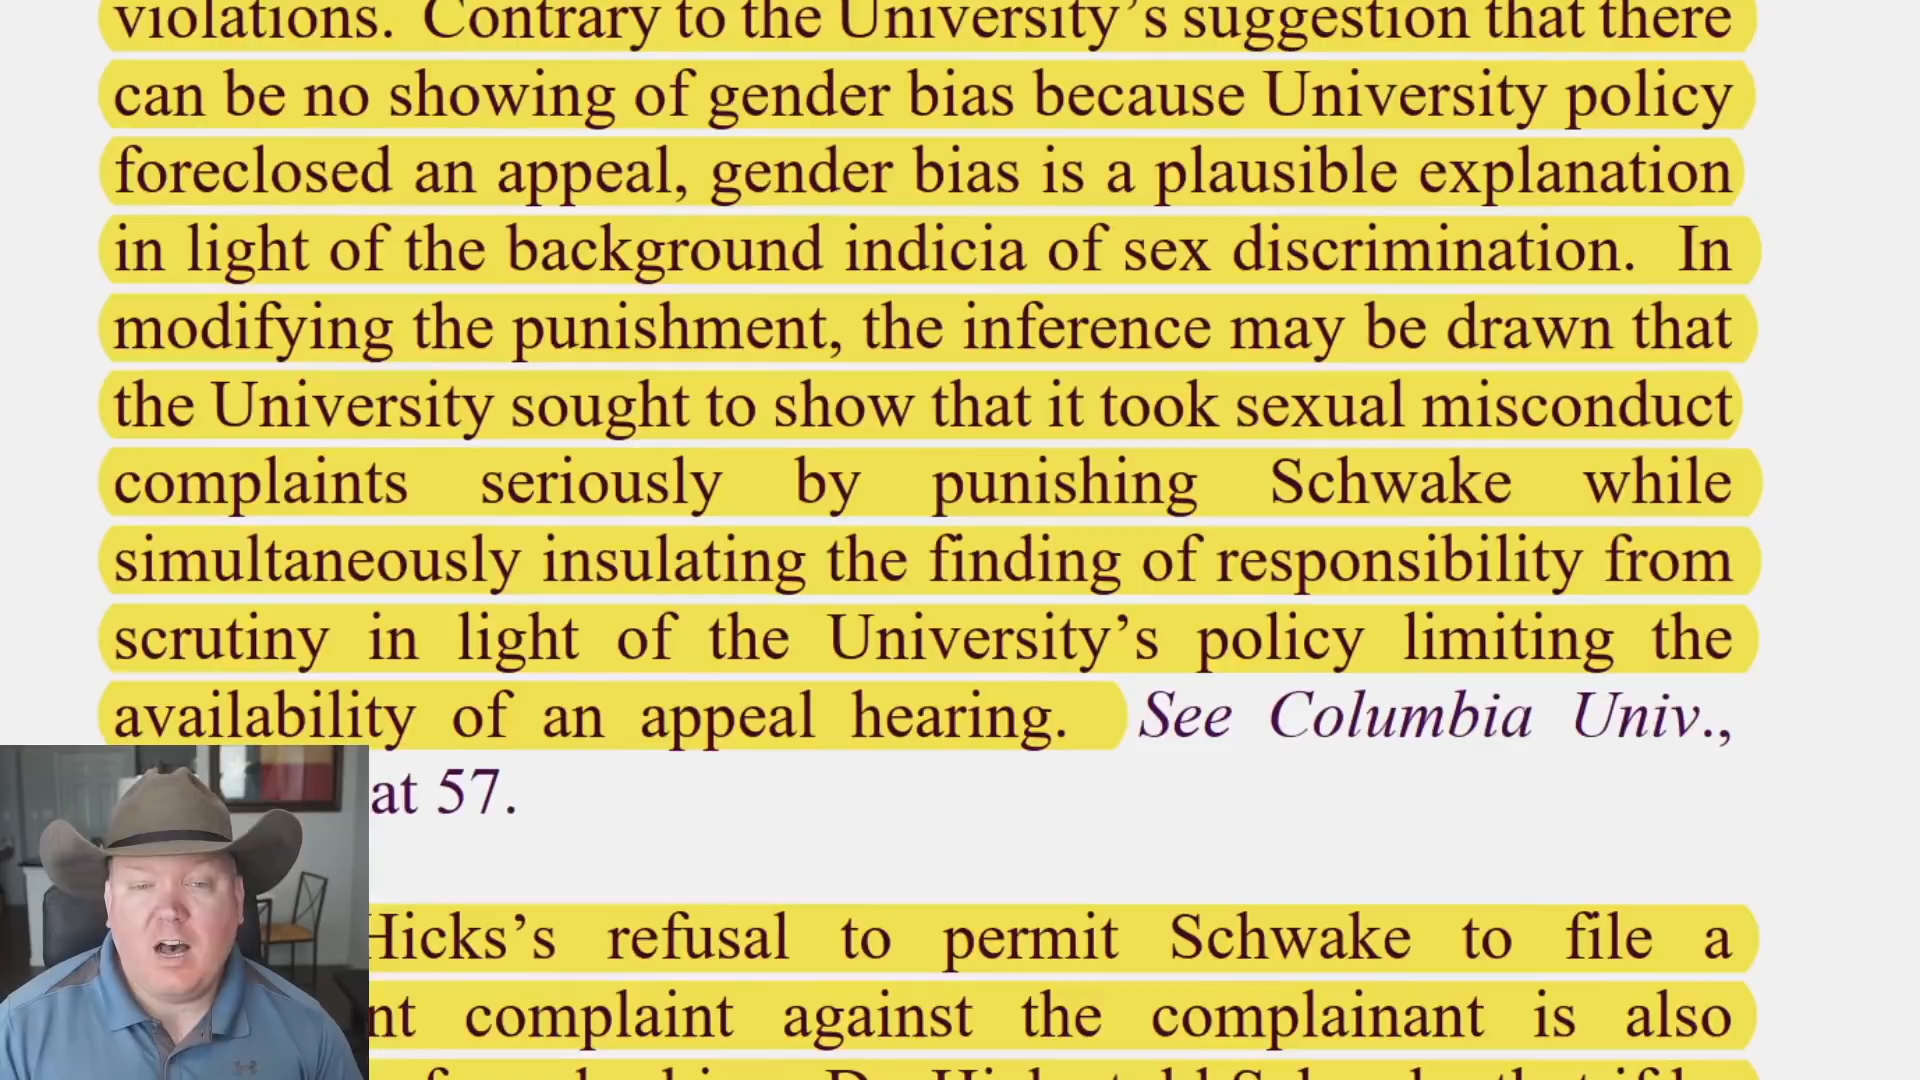 violations. Contrary to the University’s suggestion that there
can be no showing of gender bias because University policy
foreclosed an appeal, gender bias is a plausible explanation
in light of the background indicia of sex discrimination. In
modifying the punishment, the inference may be drawn that
the University sought to show that it took sexual misconduct
complaints seriously by punishing Schwake while
simultaneously insulating the finding of responsibility from
scrutiny in light of the University’s policy limiting the
availability of an appeal hearing. See Columbia Univ.,
at 57.
Hicks’s refusal to permit Schwake to file a
nt complaint against the complainant is also